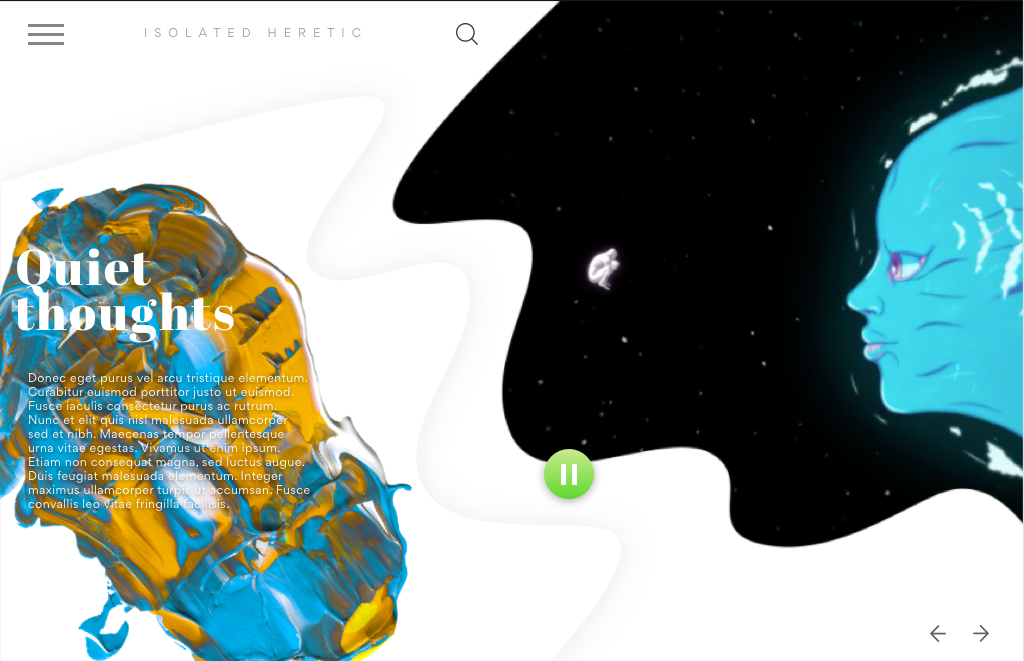 ISOLATED HERETIC
Quiet
thoughts
Donec eget purus vel arcu tristique elementum.
Curabitur euismod porttitor justo ut euismod.
Fusce iaculis consectetur purus ac rutrum.
Nunc et elit quis nisl malesuada ullamcorper
sed et nibh. Maecenas tempor pellentesque
urna vitae egestas. Vivamus ut enim ipsum.
Etiam non consequat magna, sed luctus augue.
Duis feugiat malesuada elementum. Integer
maximus ullamcorper turpis ut accumsan. Fusce
convallis leo vitae fringilla facilisis.